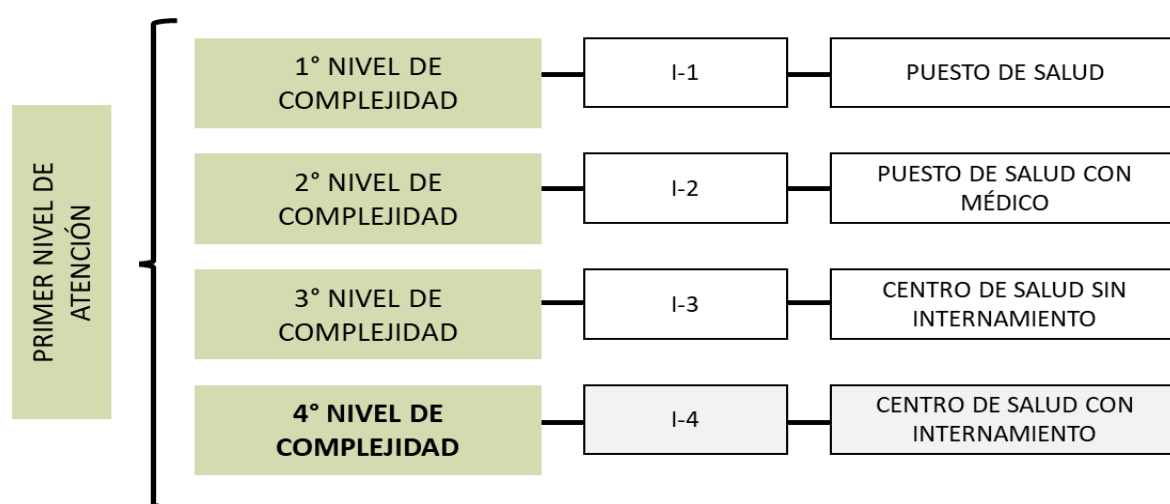 PRIMER NIVEL DE
ATENCIÓN
1° NIVEL DE
COMPLEJIDAD
I-1
PUESTO DE SALUD
2° NIVEL DE
COMPLEJIDAD
I-2
PUESTO DE SALUD CON
MÉDICO
3° NIVEL DE
COMPLEJIDAD
I-3
CENTRO DE SALUD SIN
INTERNAMIENTO
4° NIVEL DE
COMPLEJIDAD
I-4
CENTRO DE SALUD CON
INTERNAMIENTO